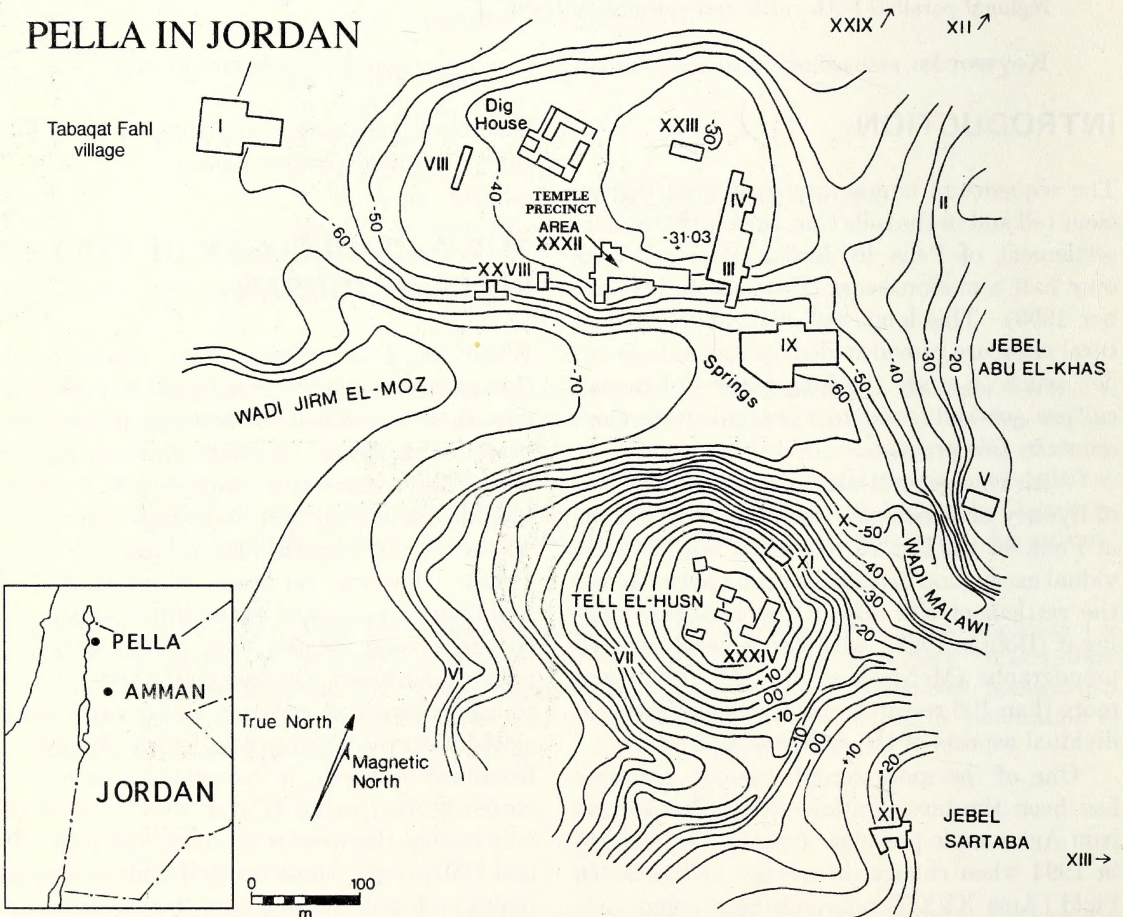 PELLA IN JORDAN
XXIX
XII
Tabaqat Fahl
village
I
Dig
House
VIII
XXIII
-30
-40
-50
-60
TEMPLE
PRECINCT
AREA
XXXII
IV
II
-31·03
III
XXVIII
IX
Springs
-50
-60
-40
-30
-20
JEBEL
ABU EL-KHAS
WADI JIRM EL-MOZ
-70
V
X
-50
WADI MALAWI
XI
-40
-30
-20
TELL EL-HUSN
VII
XXXIV
+10
00
-10
-10
00
+10
+20
VI
XIV
JEBEL
SARTABA
XIII
PELLA
AMMAN
JORDAN
True North
Magnetic
North
0
100
m